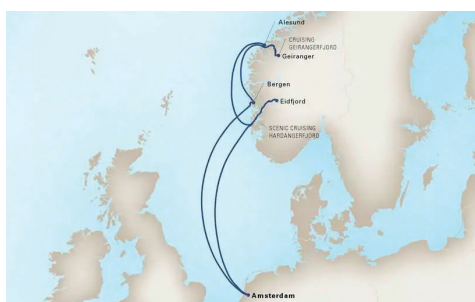 Alesund
CRUISING
GEIRANGERFJORD
Geiranger
Bergen
Eidfjord
SCENIC CRUISING
HARDANGERFJORD
Amsterdam